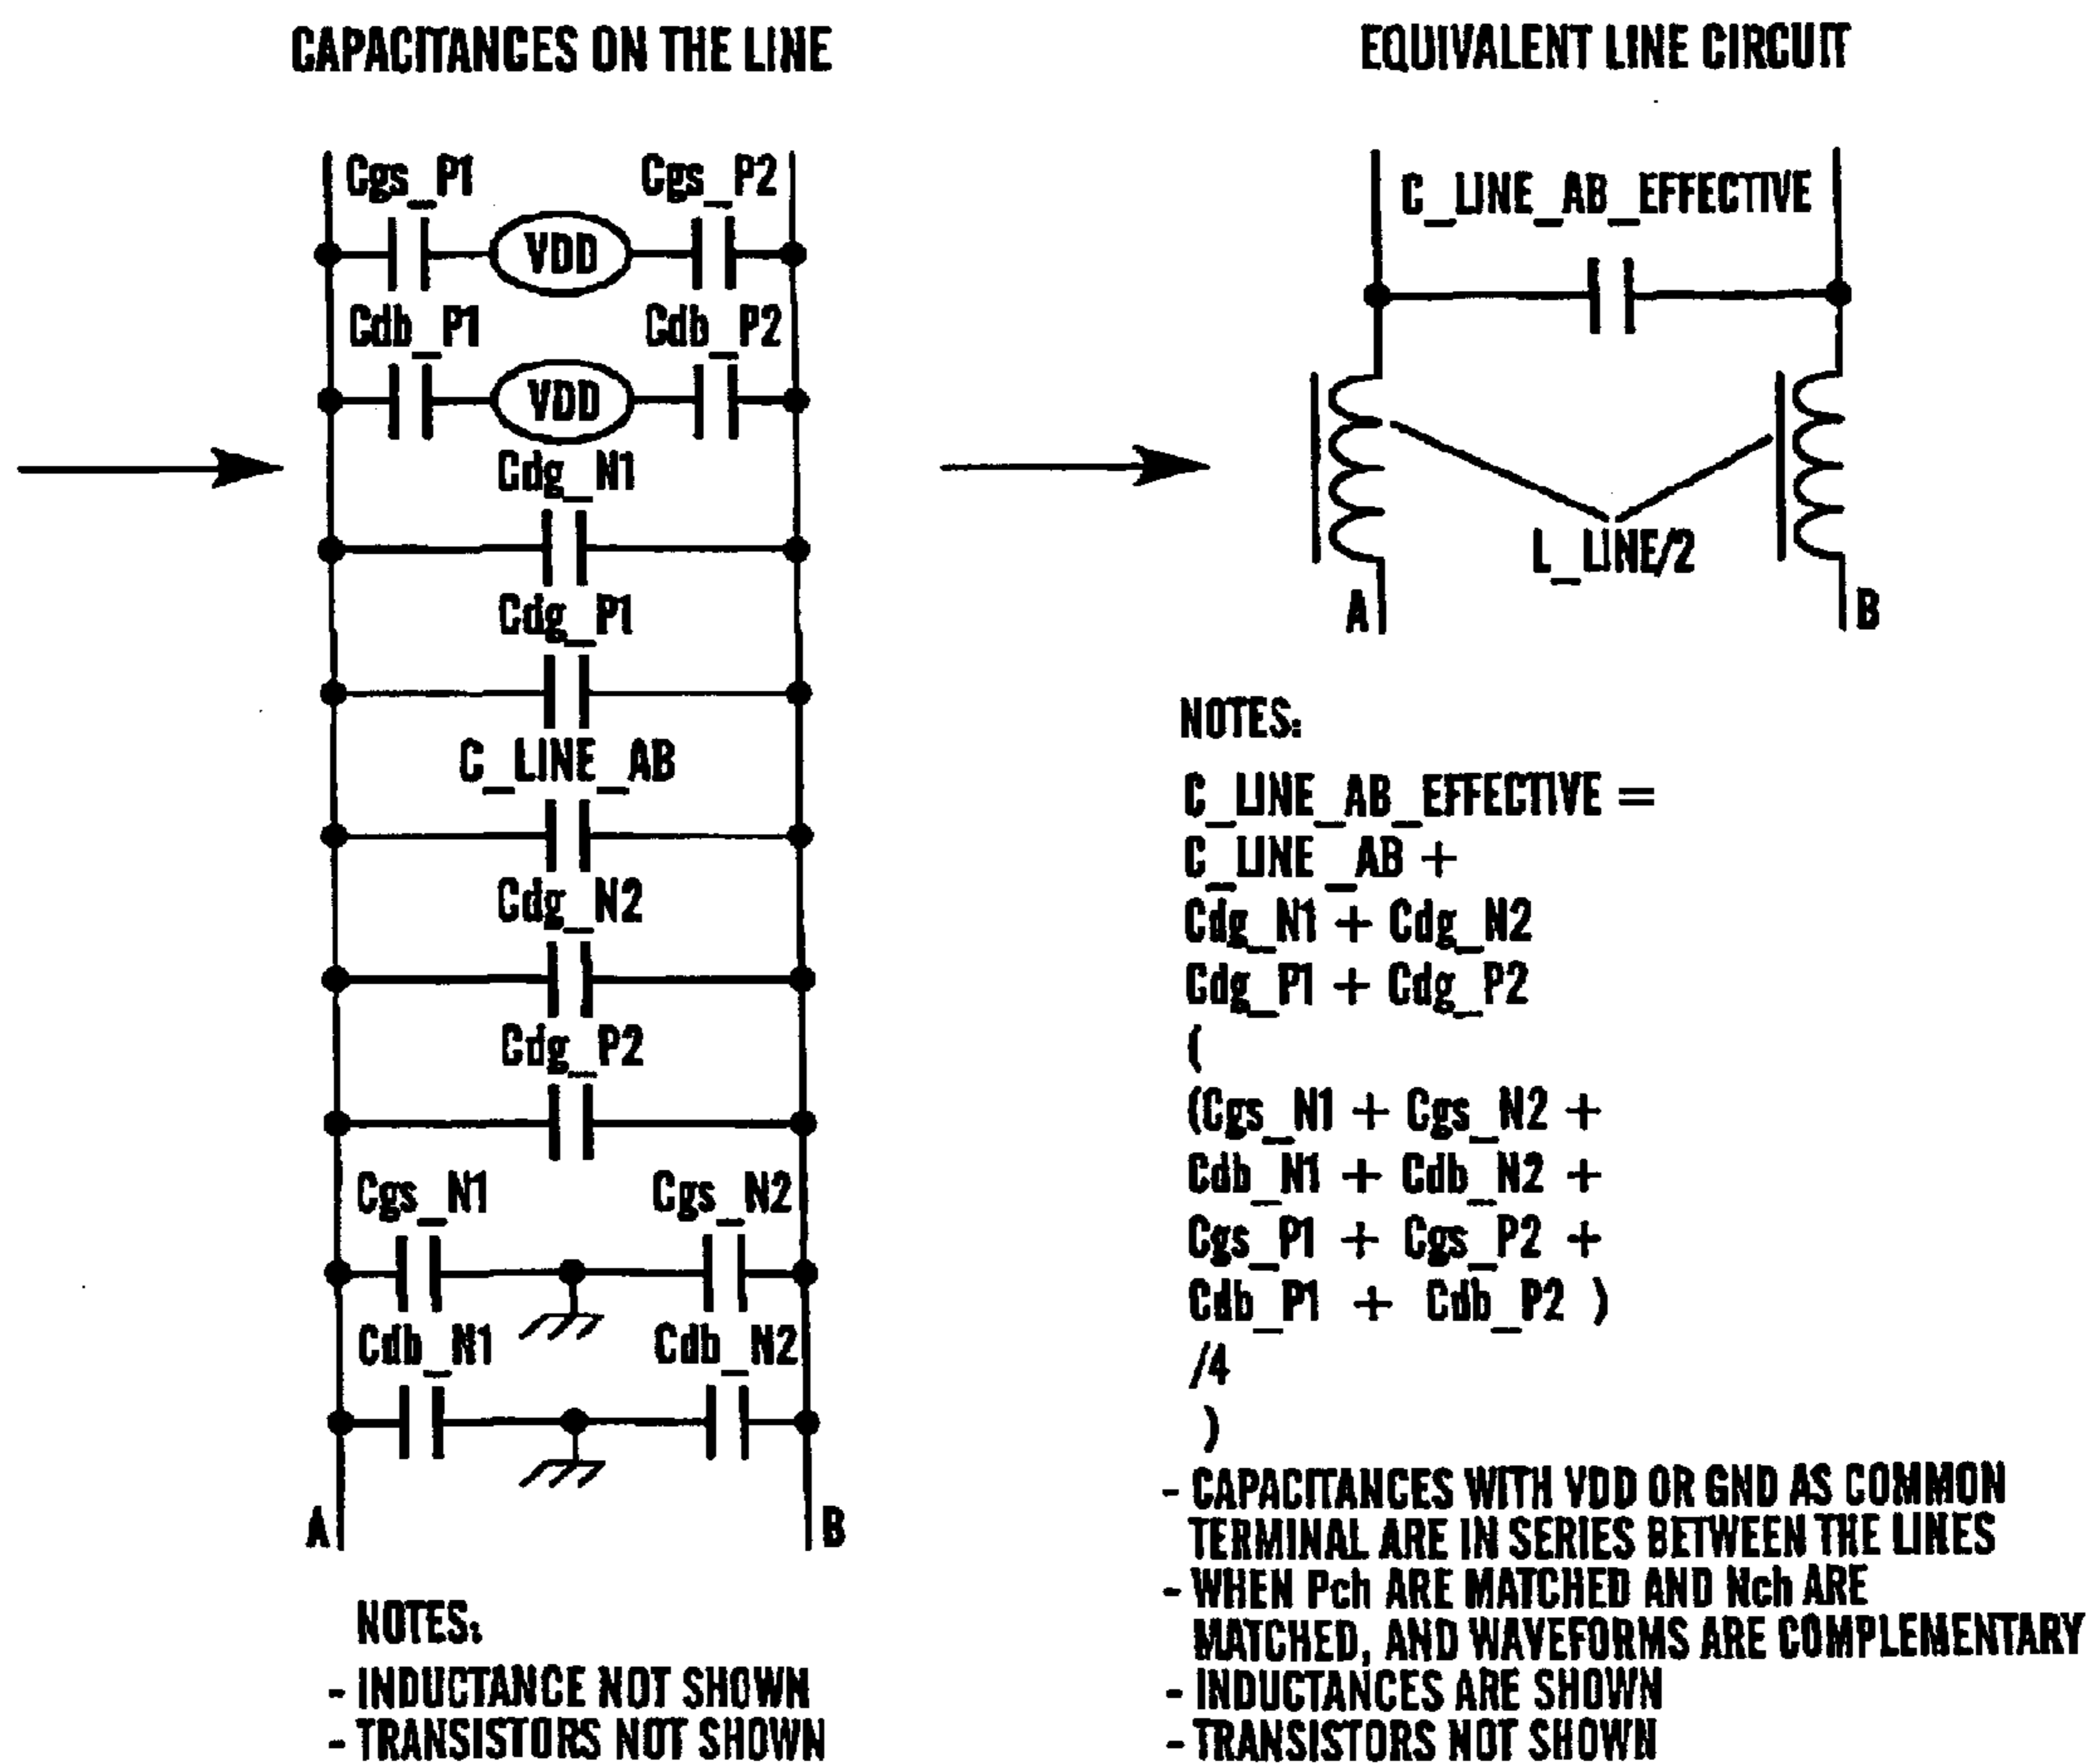 CAPACITANCES ON THE LINE
Cgs_P1 Cgs_P2
VDD
Cdb_P1 Cdb_P2
VDD
Cdg_N1
Cdg_P1
C_LINE_AB
Cdg_N2
Cdg_P2
Cgs_N1 Cgs_N2
Cdb_N1 Cdb_N2
A B
NOTES:
- INDUCTANCE NOT SHOWN
- TRANSISTORS NOT SHOWN
EQUIVALENT LINE CIRCUIT
C_LINE_AB_EFFECTIVE
L_LINE/2
A B
NOTES:
C_LINE_AB_EFFECTIVE =
C_LINE_AB +
Cdg_N1 + Cdg_N2
Cdg_P1 + Cdg_P2
(
(Cgs_N1 + Cgs_N2 +
Cdb_N1 + Cdb_N2 +
Cgs_P1 + Cgs_P2 +
Cdb_P1 + Cdb_P2 )
/4
)
- CAPACITANCES WITH VDD OR GND AS COMMON
TERMINAL ARE IN SERIES BETWEEN THE LINES
- WHEN Pch ARE MATCHED AND Nch ARE
MATCHED, AND WAVEFORMS ARE COMPLEMENTARY
- INDUCTANCES ARE SHOWN
- TRANSISTORS NOT SHOWN